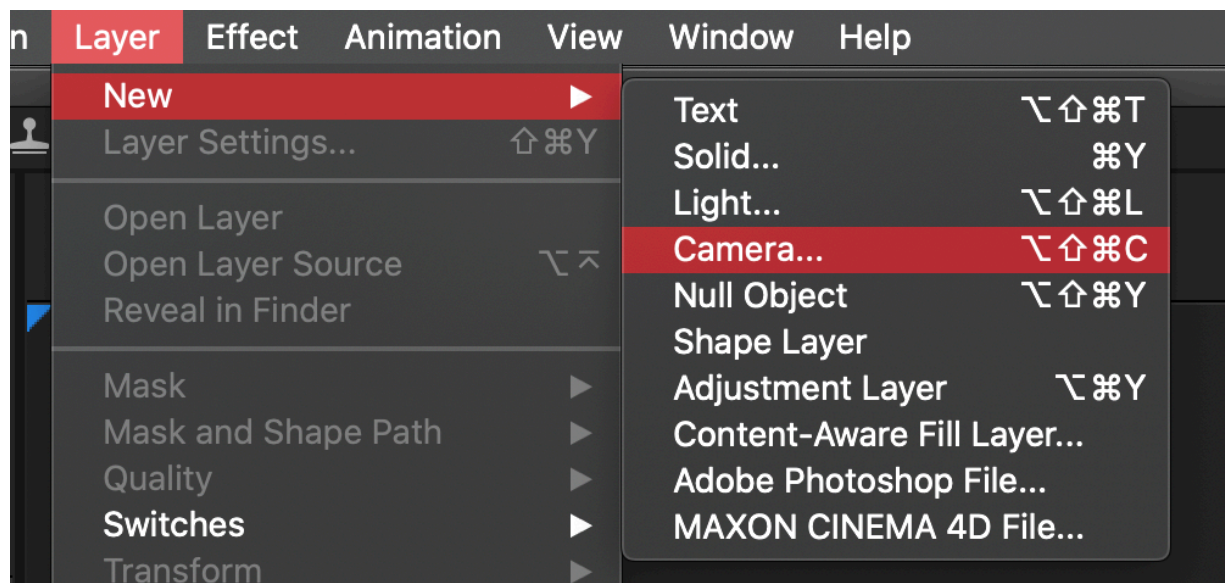 n Layer Effect Animation View Window Help
New ▶
Layer Settings... ⇧⌘Y
Open Layer
Open Layer Source ⌥⌤
Reveal in Finder
Mask ▶
Mask and Shape Path ▶
Quality ▶
Switches ▶
Transform ▶
Text ⌥⇧⌘T
Solid... ⌘Y
Light... ⌥⇧⌘L
Camera... ⌥⇧⌘C
Null Object ⌥⇧⌘Y
Shape Layer
Adjustment Layer ⌥⌘Y
Content-Aware Fill Layer...
Adobe Photoshop File...
MAXON CINEMA 4D File...